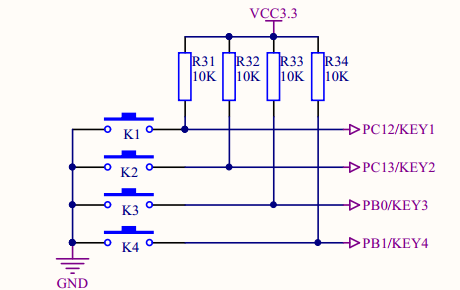 VCC3.3
R31 R32 R33 R34
10K 10K 10K 10K
K1 PC12/KEY1
K2 PC13/KEY2
K3 PB0/KEY3
K4 PB1/KEY4
GND